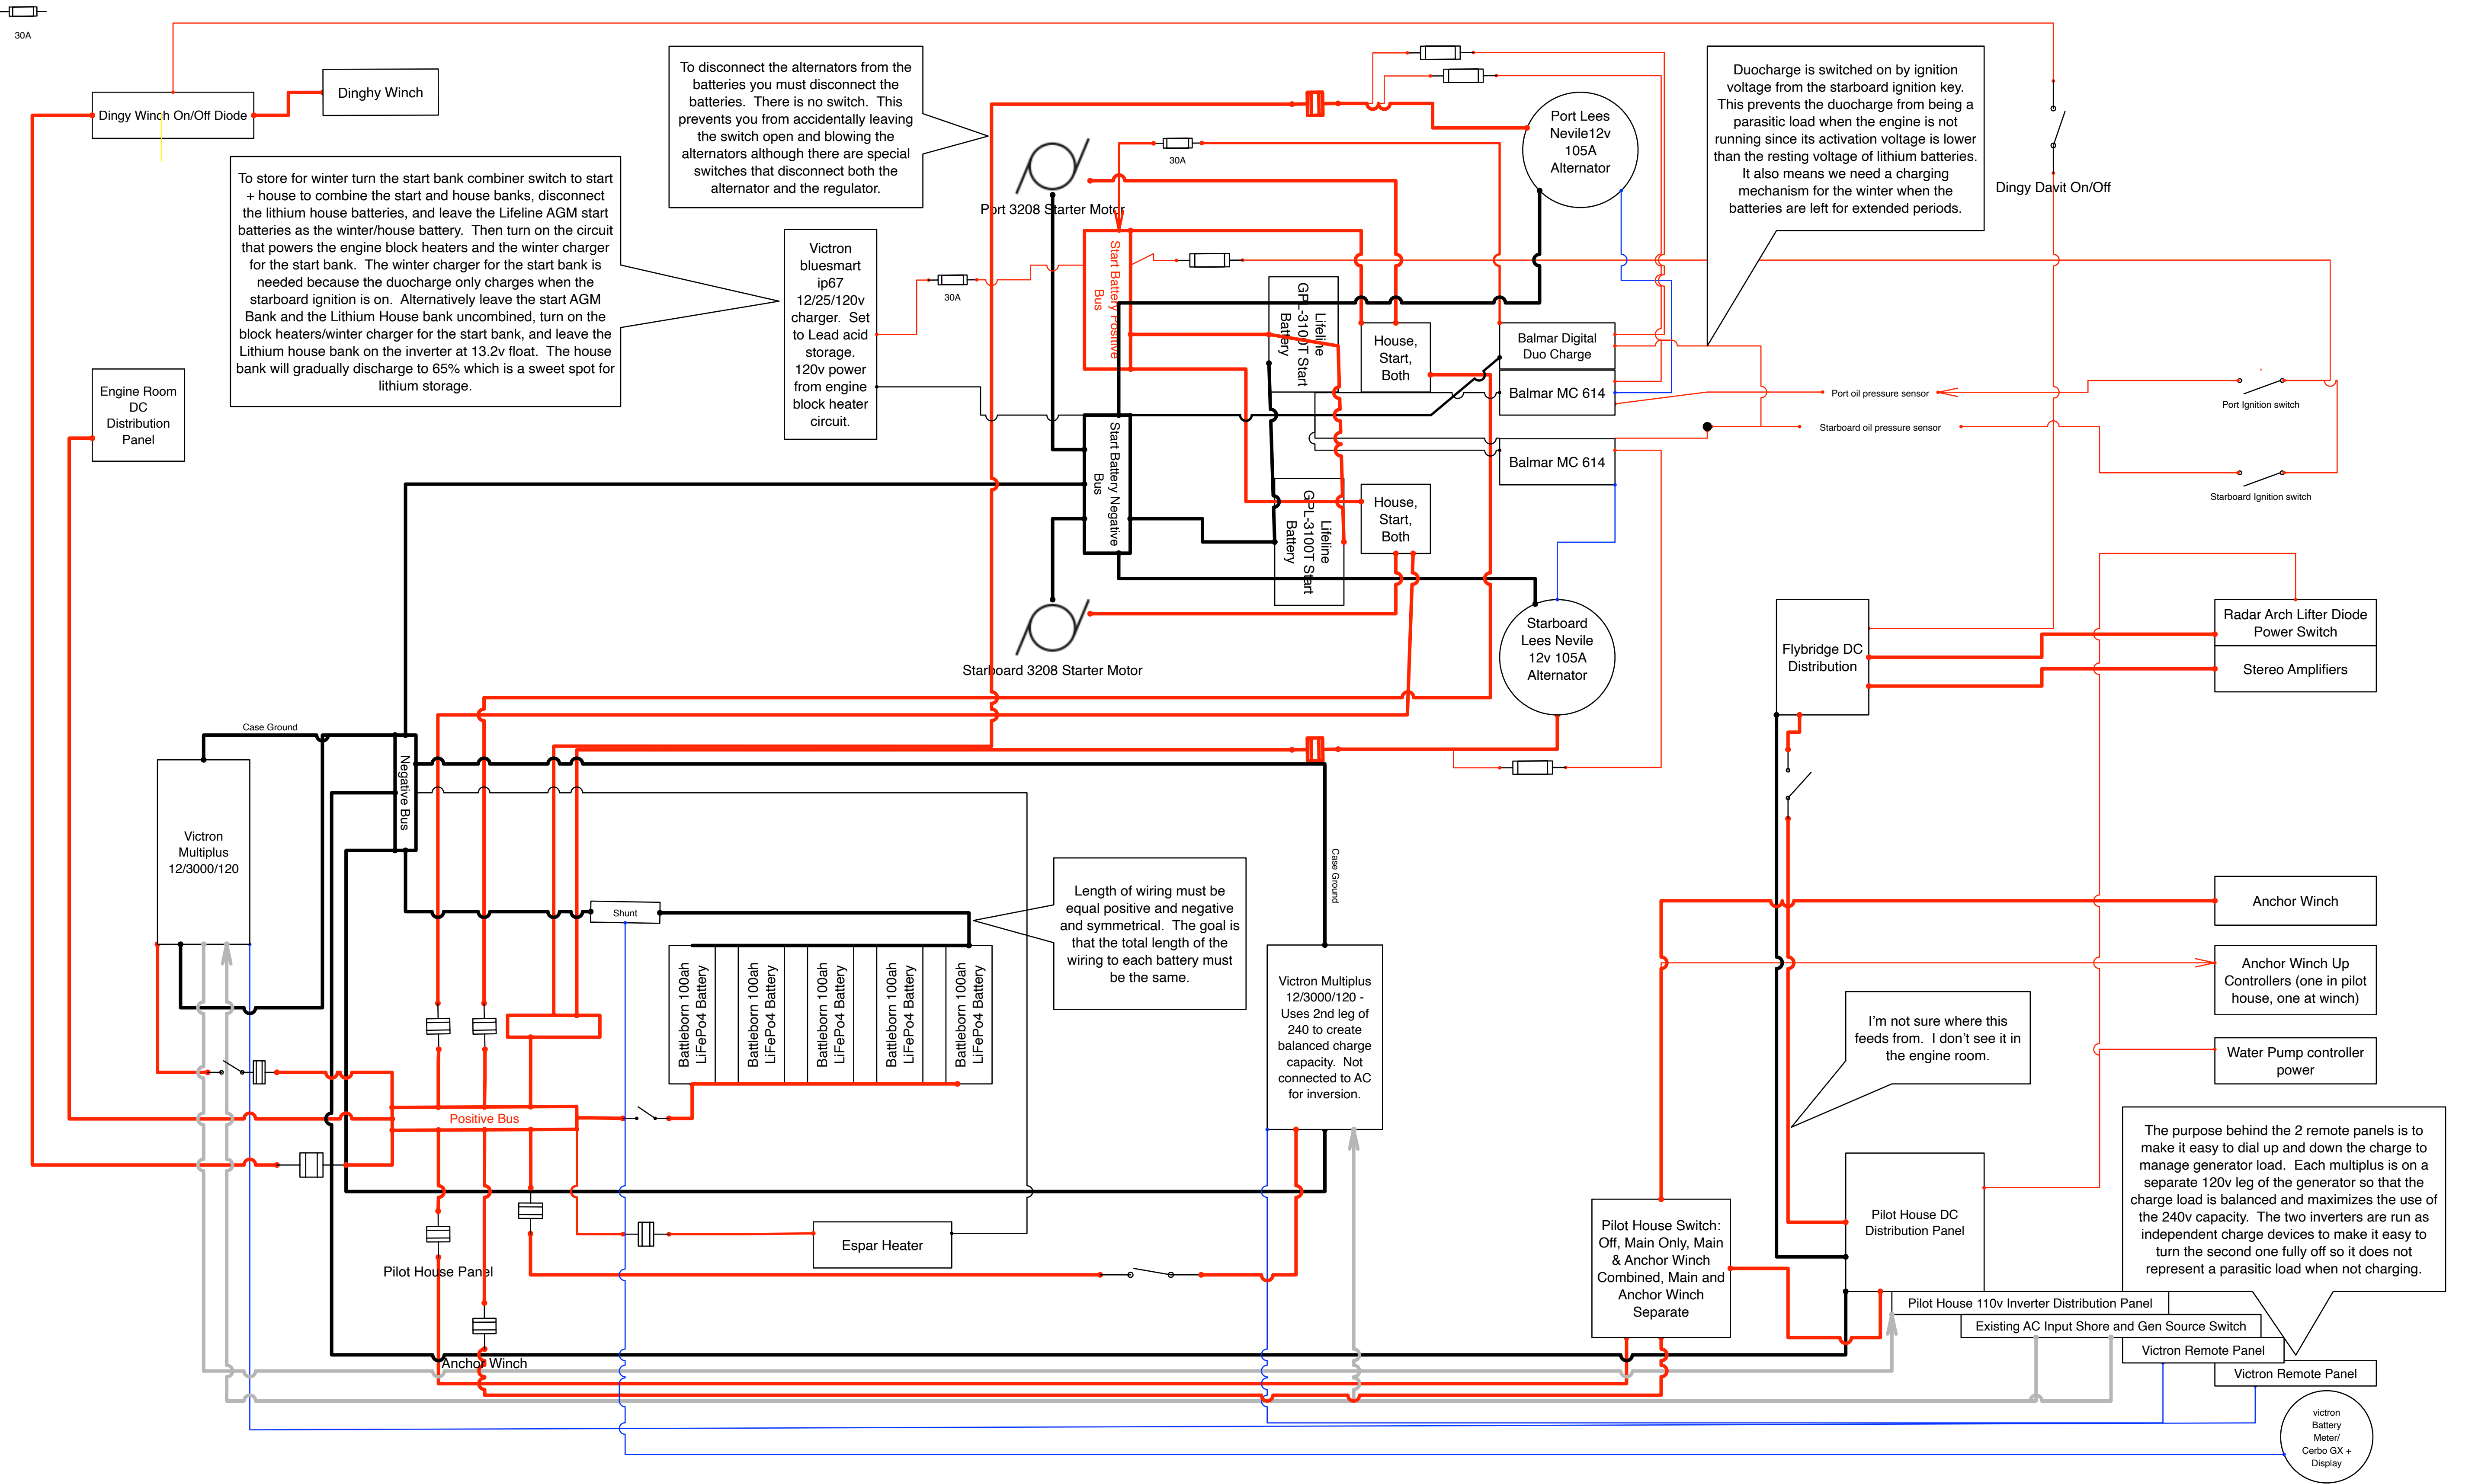 30A
Dingy Winch On/Off Diode
Dinghy Winch
To disconnect the alternators from the
batteries you must disconnect the
batteries. There is no switch. This
prevents you from accidentally leaving
the switch open and blowing the
alternators although there are special
switches that disconnect both the
alternator and the regulator.
Port Lees
Nevile12v
105A
Alternator
Duocharge is switched on by ignition
voltage from the starboard ignition key.
This prevents the duocharge from being a
parasitic load when the engine is not
running since its activation voltage is lower
than the resting voltage of lithium batteries.
It also means we need a charging
mechanism for the winter when the
batteries are left for extended periods.
Dingy Davit On/Off
30A
Port 3208 Starter Motor
To store for winter turn the start bank combiner switch to start
+ house to combine the start and house banks, disconnect
the lithium house batteries, and leave the Lifeline AGM start
batteries as the winter/house battery. Then turn on the circuit
that powers the engine block heaters and the winter charger
for the start bank. The winter charger for the start bank is
needed because the duocharge only charges when the
starboard ignition is on. Alternatively leave the start AGM
Bank and the Lithium House bank uncombined, turn on the
block heaters/winter charger for the start bank, and leave the
Lithium house bank on the inverter at 13.2v float. The house
bank will gradually discharge to 65% which is a sweet spot for
lithium storage.
Victron
bluesmart
ip67
12/25/120v
charger. Set
to Lead acid
storage.
120v power
from engine
block heater
circuit.
30A
Start Battery Positive
Bus
Lifeline
GPL-3100T Start
Battery
House,
Start,
Both
Balmar Digital
Duo Charge
Balmar MC 614
Port oil pressure sensor
Port Ignition switch
Engine Room
DC
Distribution
Panel
Start Battery Negative
Bus
Starboard oil pressure sensor
Balmar MC 614
Starboard Ignition switch
Lifeline
GPL-3100T Start
Battery
House,
Start,
Both
Starboard 3208 Starter Motor
Starboard
Lees Nevile
12v 105A
Alternator
Flybridge DC
Distribution
Radar Arch Lifter Diode
Power Switch
Stereo Amplifiers
Case Ground
Negative Bus
Victron
Multiplus
12/3000/120
Case Ground
Length of wiring must be
equal positive and negative
and symmetrical. The goal is
that the total length of the
wiring to each battery must
be the same.
Shunt
Anchor Winch
Battleborn 100ah
LiFePo4 Battery
Battleborn 100ah
LiFePo4 Battery
Battleborn 100ah
LiFePo4 Battery
Battleborn 100ah
LiFePo4 Battery
Battleborn 100ah
LiFePo4 Battery
Victron Multiplus
12/3000/120 -
Uses 2nd leg of
240 to create
balanced charge
capacity. Not
connected to AC
for inversion.
Anchor Winch Up
Controllers (one in pilot
house, one at winch)
I'm not sure where this
feeds from. I don't see it in
the engine room.
Water Pump controller
power
Positive Bus
The purpose behind the 2 remote panels is to
make it easy to dial up and down the charge to
manage generator load. Each multiplus is on a
separate 120v leg of the generator so that the
charge load is balanced and maximizes the use of
the 240v capacity. The two inverters are run as
independent charge devices to make it easy to
turn the second one fully off so it does not
represent a parasitic load when not charging.
Pilot House DC
Distribution Panel
Pilot House Switch:
Off, Main Only, Main
& Anchor Winch
Combined, Main and
Anchor Winch
Separate
Espar Heater
Pilot House Panel
Pilot House 110v Inverter Distribution Panel
Existing AC Input Shore and Gen Source Switch
Victron Remote Panel
Anchor Winch
Victron Remote Panel
victron
Battery
Meter/
Cerbo GX +
Display